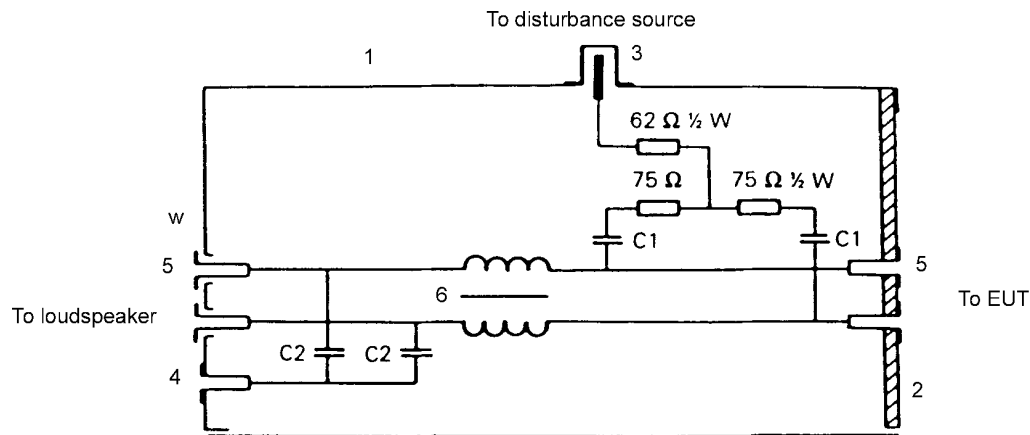 To disturbance source
1
3
62 Ω ½ W
75 Ω
75 Ω ½ W
w
C1
C1
5
5
6
To EUT
To loudspeaker
C2
C2
4
2